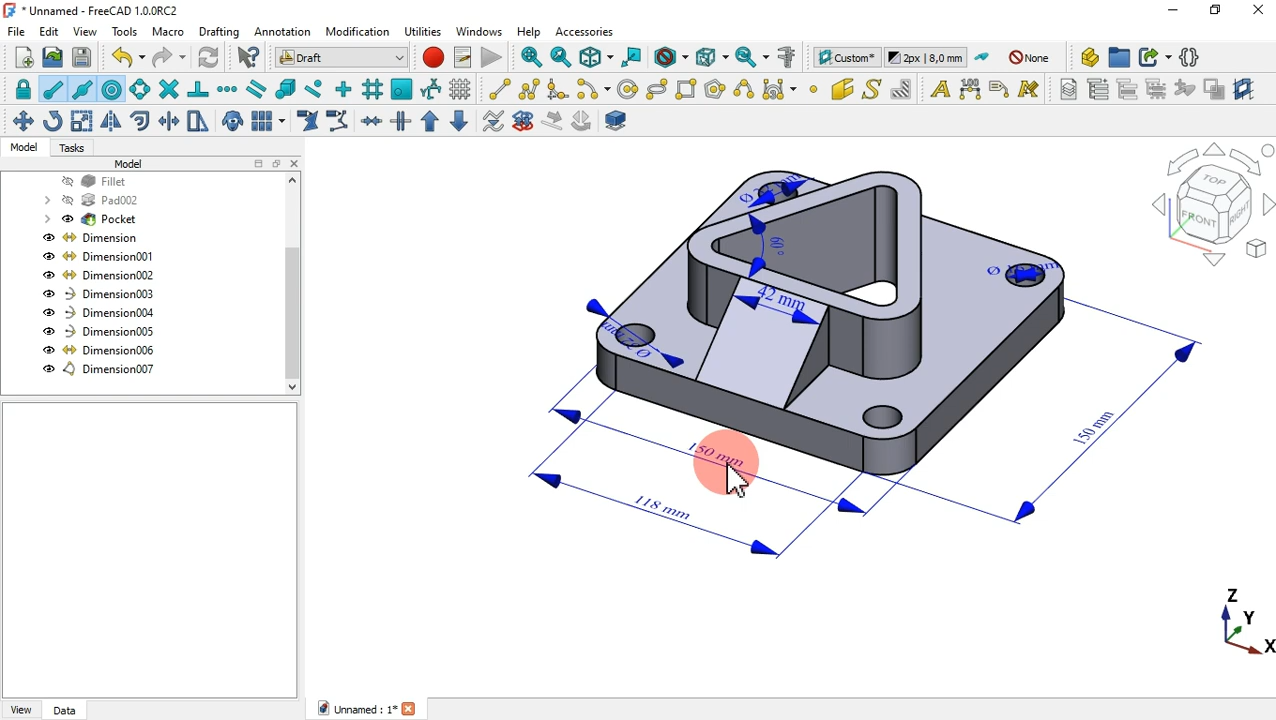 * Unnamed - FreeCAD 1.0.0RC2
File Edit View Tools Macro Drafting Annotation Modification Utilities Windows Help Accessories
Draft Custom* 2px | 8,0 mm None
Model Tasks
Model
Fillet
Pad002
Pocket
Dimension
Dimension001
Dimension002
Dimension003
Dimension004
Dimension005
Dimension006
Dimension007
TOP
FRONT RIGHT
60°
42 mm
150 mm
150 mm
118 mm
Z
Y
X
View Data Unnamed : 1*